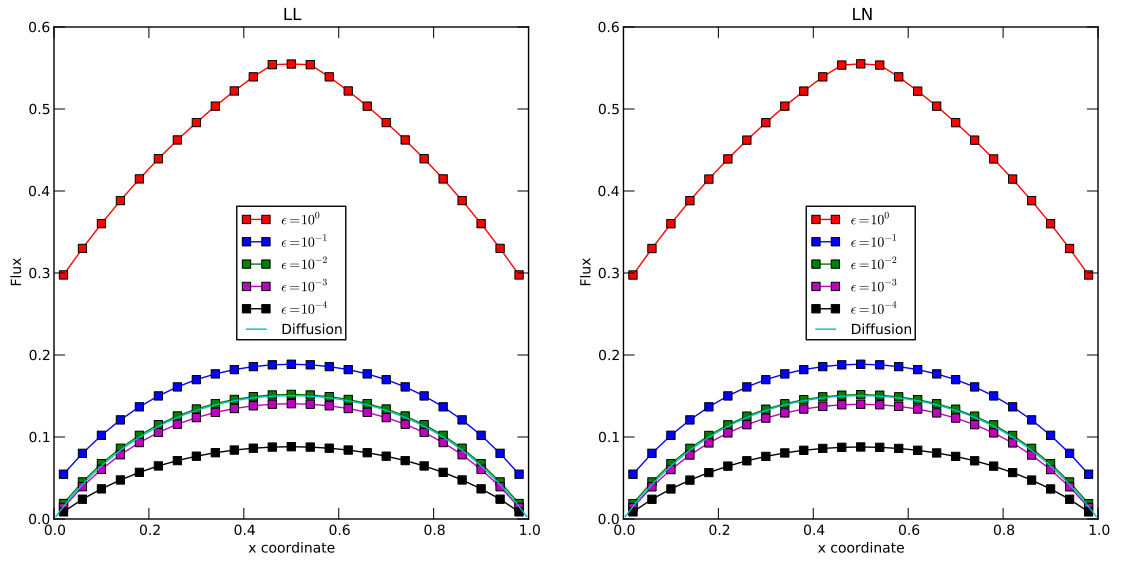 LL
0.6
0.5
0.4
0.3
0.2
0.1
0.0
Flux
ϵ=10⁰
ϵ=10⁻¹
ϵ=10⁻²
ϵ=10⁻³
ϵ=10⁻⁴
Diffusion
0.0 0.2 0.4 0.6 0.8 1.0
x coordinate
LN
0.6
0.5
0.4
0.3
0.2
0.1
0.0
Flux
ϵ=10⁰
ϵ=10⁻¹
ϵ=10⁻²
ϵ=10⁻³
ϵ=10⁻⁴
Diffusion
0.0 0.2 0.4 0.6 0.8 1.0
x coordinate